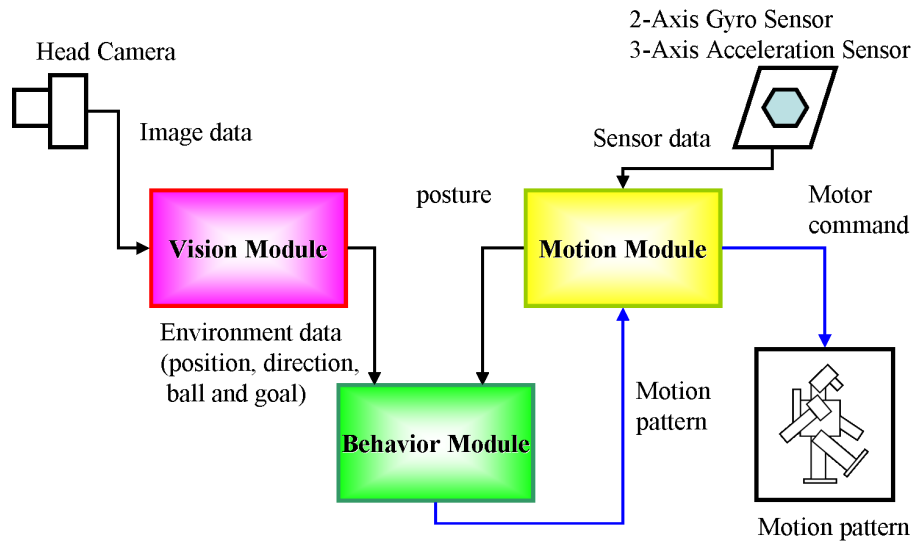 2-Axis Gyro Sensor
3-Axis Acceleration Sensor
Head Camera
Image data
Sensor data
posture
Motor
command
Vision Module
Motion Module
Environment data
(position, direction,
ball and goal)
Motion
pattern
Behavior Module
Motion pattern